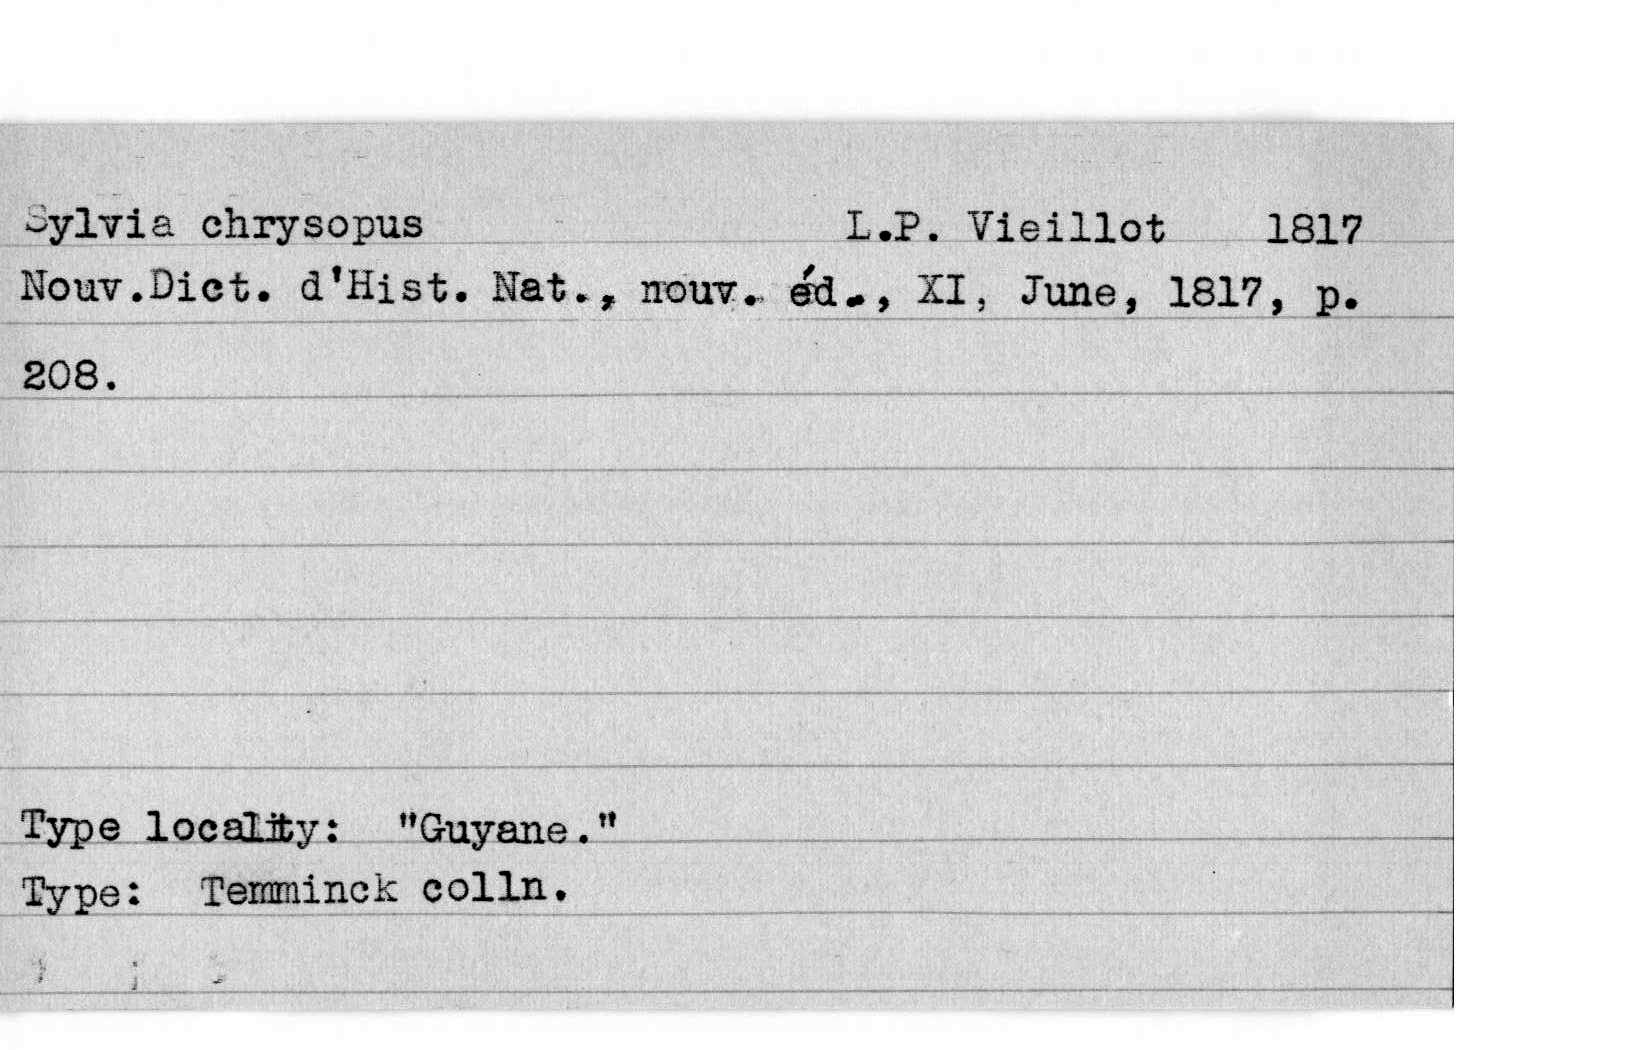 Sylvia chrysopus L.P. Vieillot 1817
Nouv.Dict. d'Hist. Nat., nouv. éd., XI, June, 1817, p.
208.
Type locality: "Guyane."
Type: Temminck colln.